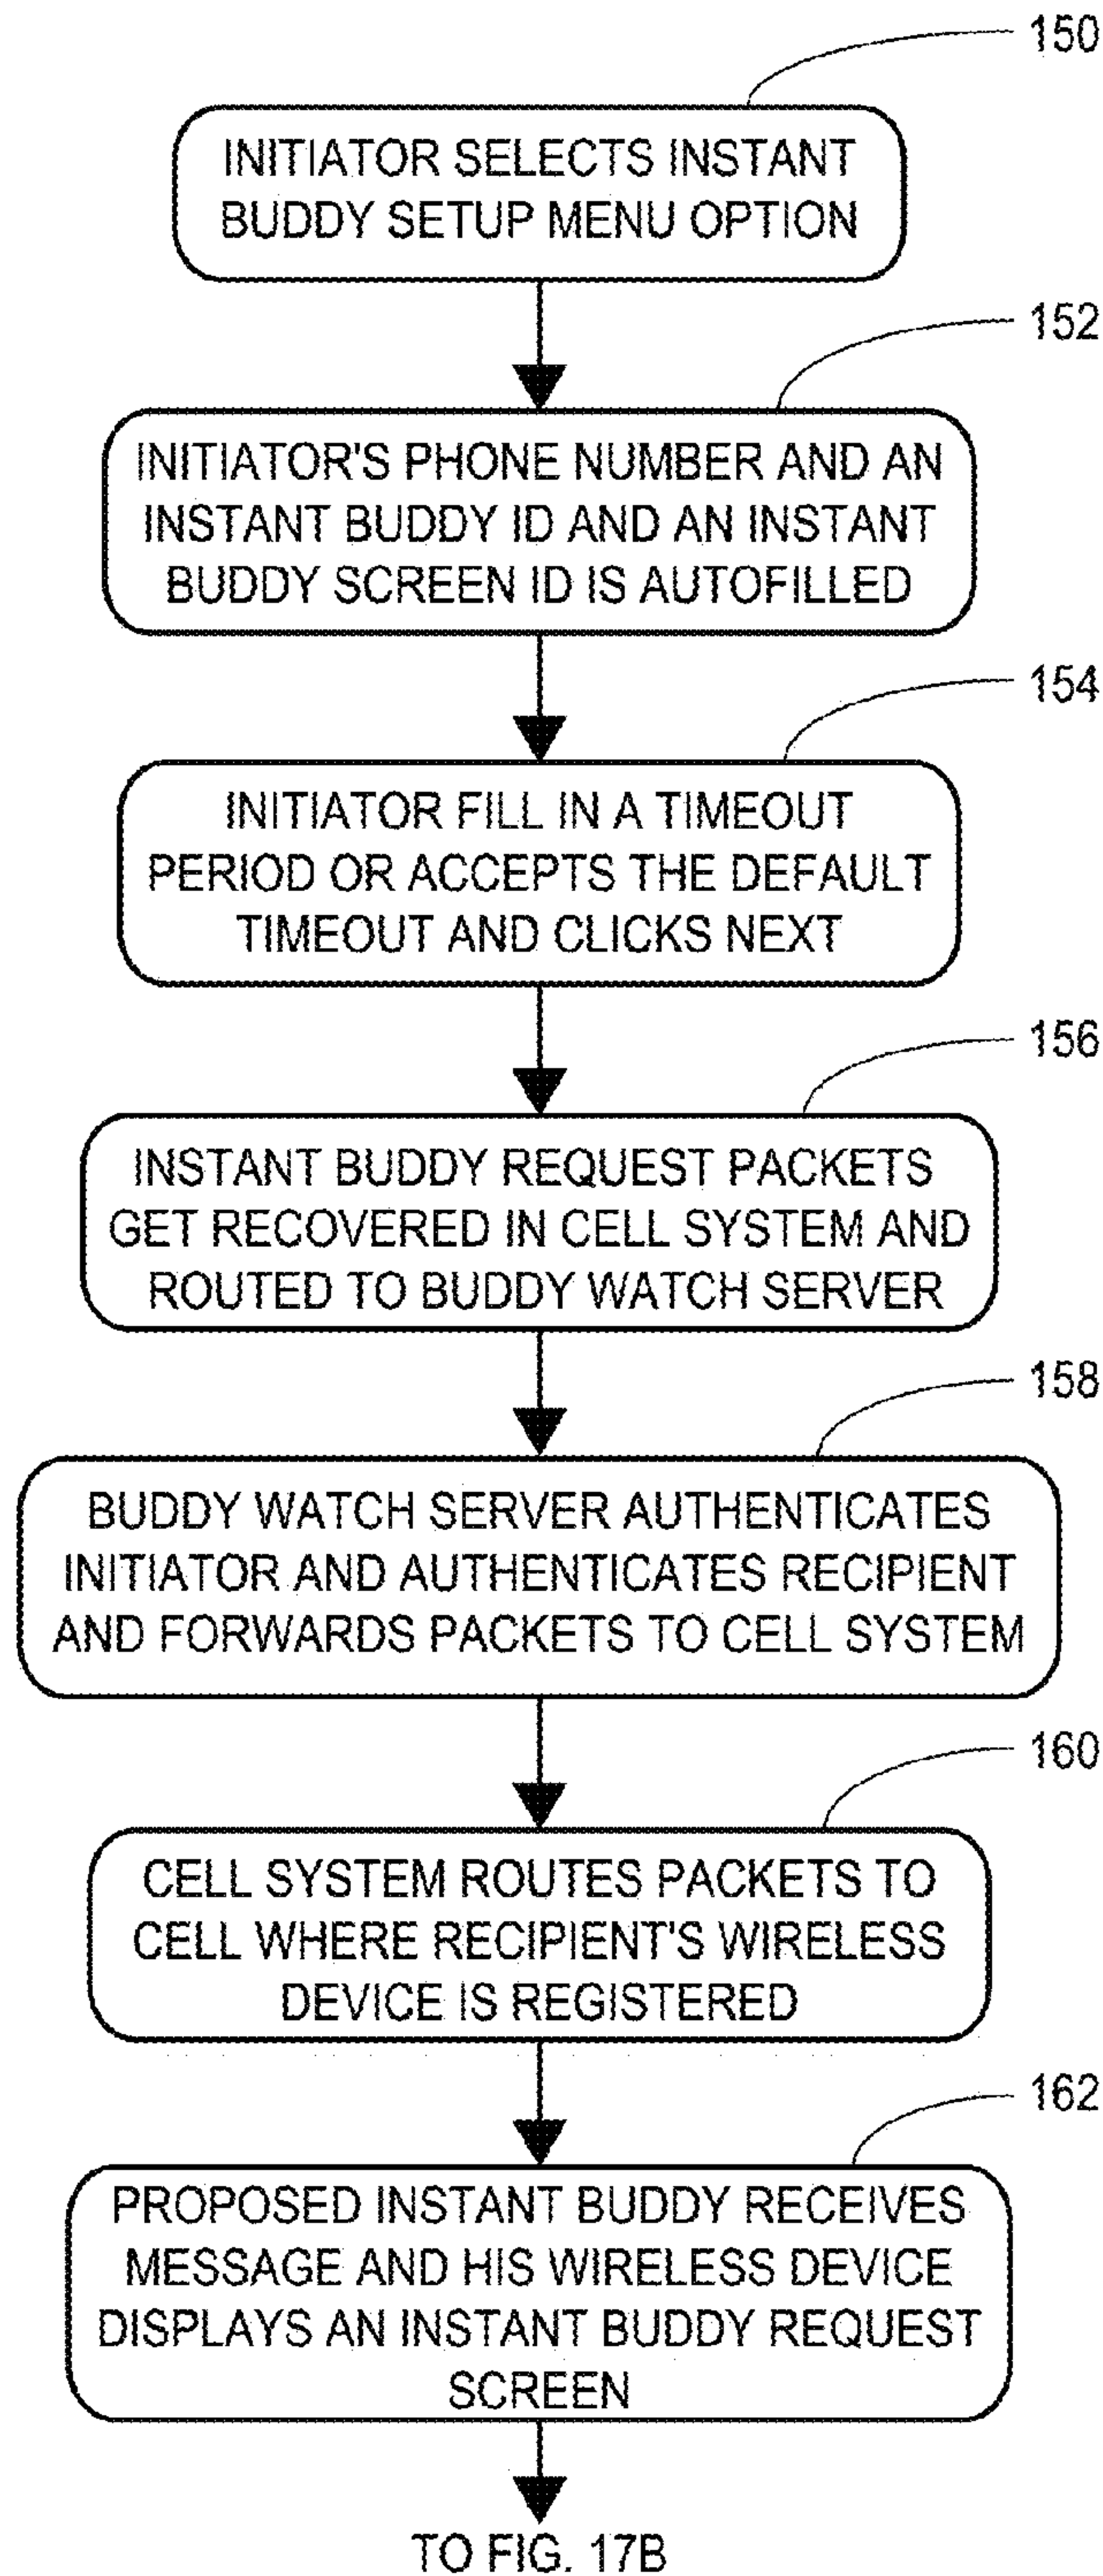 150
INITIATOR SELECTS INSTANT
BUDDY SETUP MENU OPTION
152
INITIATOR'S PHONE NUMBER AND AN
INSTANT BUDDY ID AND AN INSTANT
BUDDY SCREEN ID IS AUTOFILLED
154
INITIATOR FILL IN A TIMEOUT
PERIOD OR ACCEPTS THE DEFAULT
TIMEOUT AND CLICKS NEXT
156
INSTANT BUDDY REQUEST PACKETS
GET RECOVERED IN CELL SYSTEM AND
ROUTED TO BUDDY WATCH SERVER
158
BUDDY WATCH SERVER AUTHENTICATES
INITIATOR AND AUTHENTICATES RECIPIENT
AND FORWARDS PACKETS TO CELL SYSTEM
160
CELL SYSTEM ROUTES PACKETS TO
CELL WHERE RECIPIENT'S WIRELESS
DEVICE IS REGISTERED
162
PROPOSED INSTANT BUDDY RECEIVES
MESSAGE AND HIS WIRELESS DEVICE
DISPLAYS AN INSTANT BUDDY REQUEST
SCREEN
TO FIG. 17B